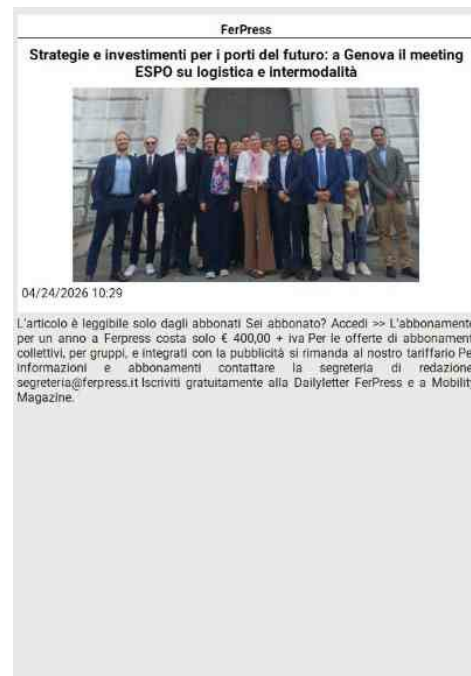 FerPress
Strategie e investimenti per i porti del futuro: a Genova il meeting
ESPO su logistica e intermodalità
04/24/2026 10:29
L'articolo è leggibile solo dagli abbonati Sei abbonato? Accedi >> L'abbonamento
per un anno a Ferpress costa solo € 400,00 + iva Per le offerte di abbonament
collettivi, per gruppi, e integrati con la pubblicità si rimanda al nostro tariffario Pe
informazioni e abbonamenti contattare la segreteria di redazione
segreteria@ferpress.it Iscriviti gratuitamente alla Dailyletter FerPress e a Mobilit
Magazine.